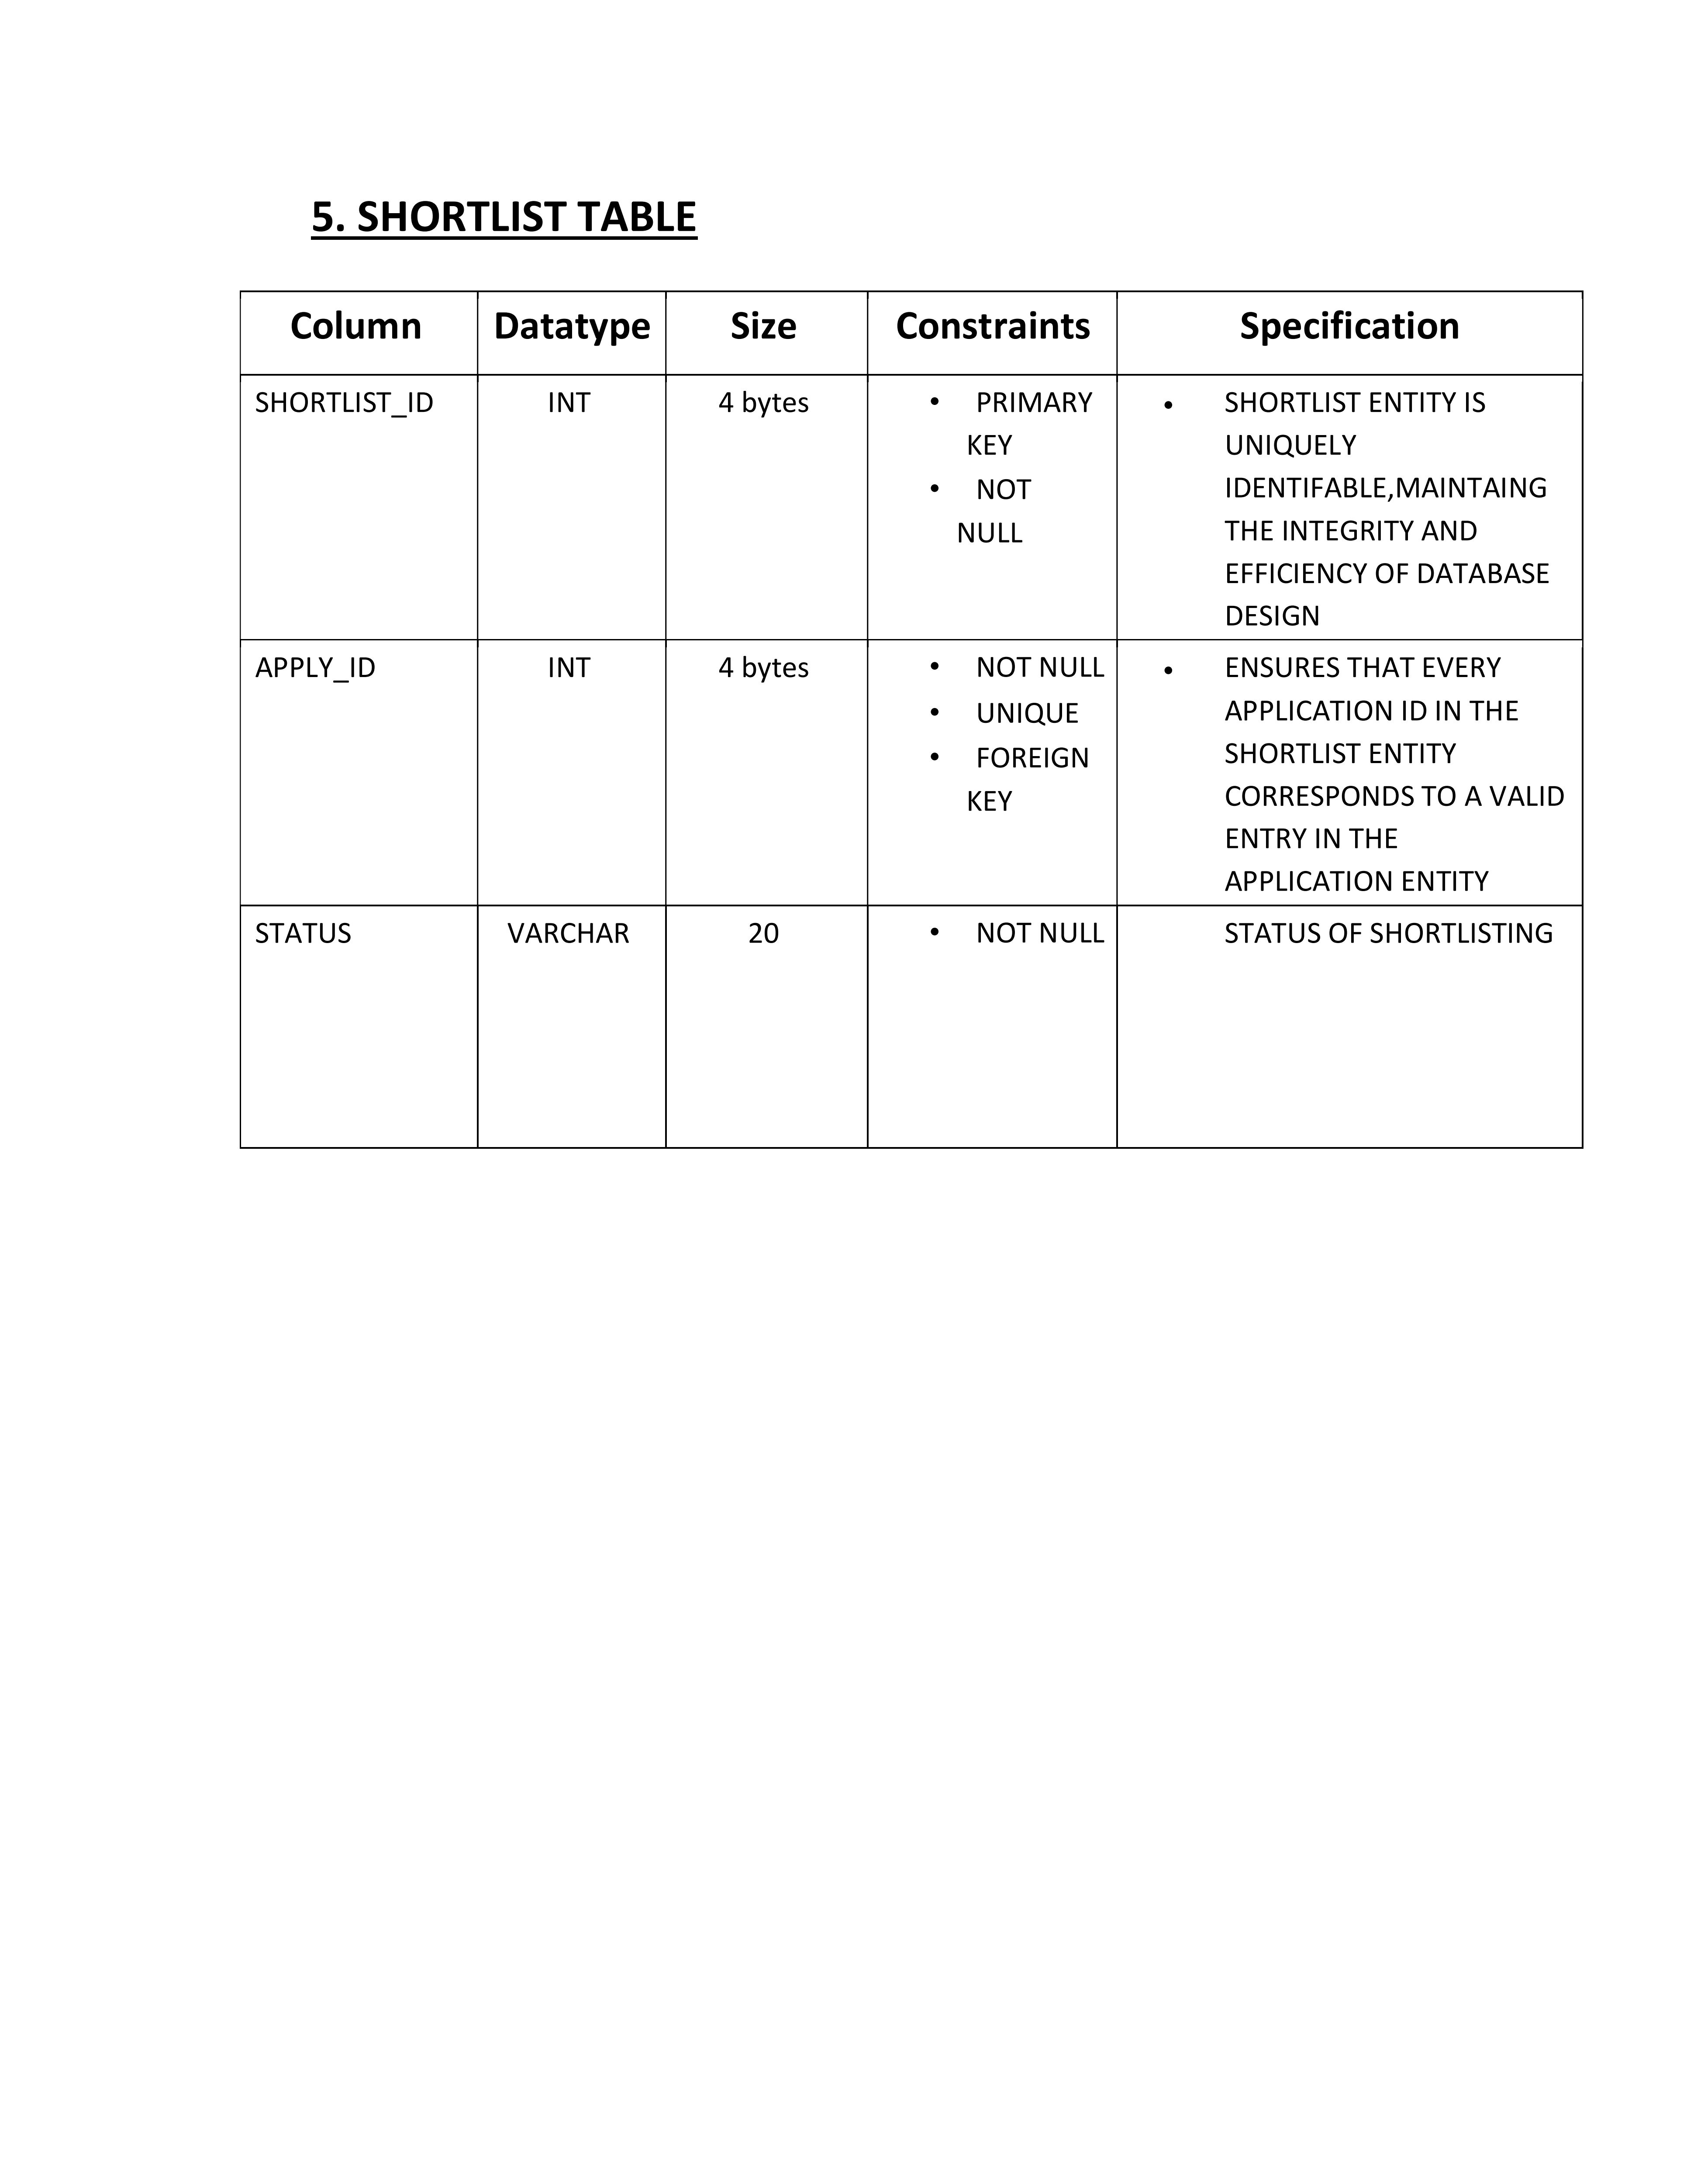 5. SHORTLIST TABLE
Column Datatype Size Constraints Specification
SHORTLIST_ID INT 4 bytes • PRIMARY • SHORTLIST ENTITY IS
KEY UNIQUELY
• NOT IDENTIFABLE,MAINTAING
NULL THE INTEGRITY AND
EFFICIENCY OF DATABASE
DESIGN
APPLY_ID INT 4 bytes • NOT NULL • ENSURES THAT EVERY
• UNIQUE APPLICATION ID IN THE
• FOREIGN SHORTLIST ENTITY
KEY CORRESPONDS TO A VALID
ENTRY IN THE
APPLICATION ENTITY
STATUS VARCHAR 20 • NOT NULL STATUS OF SHORTLISTING